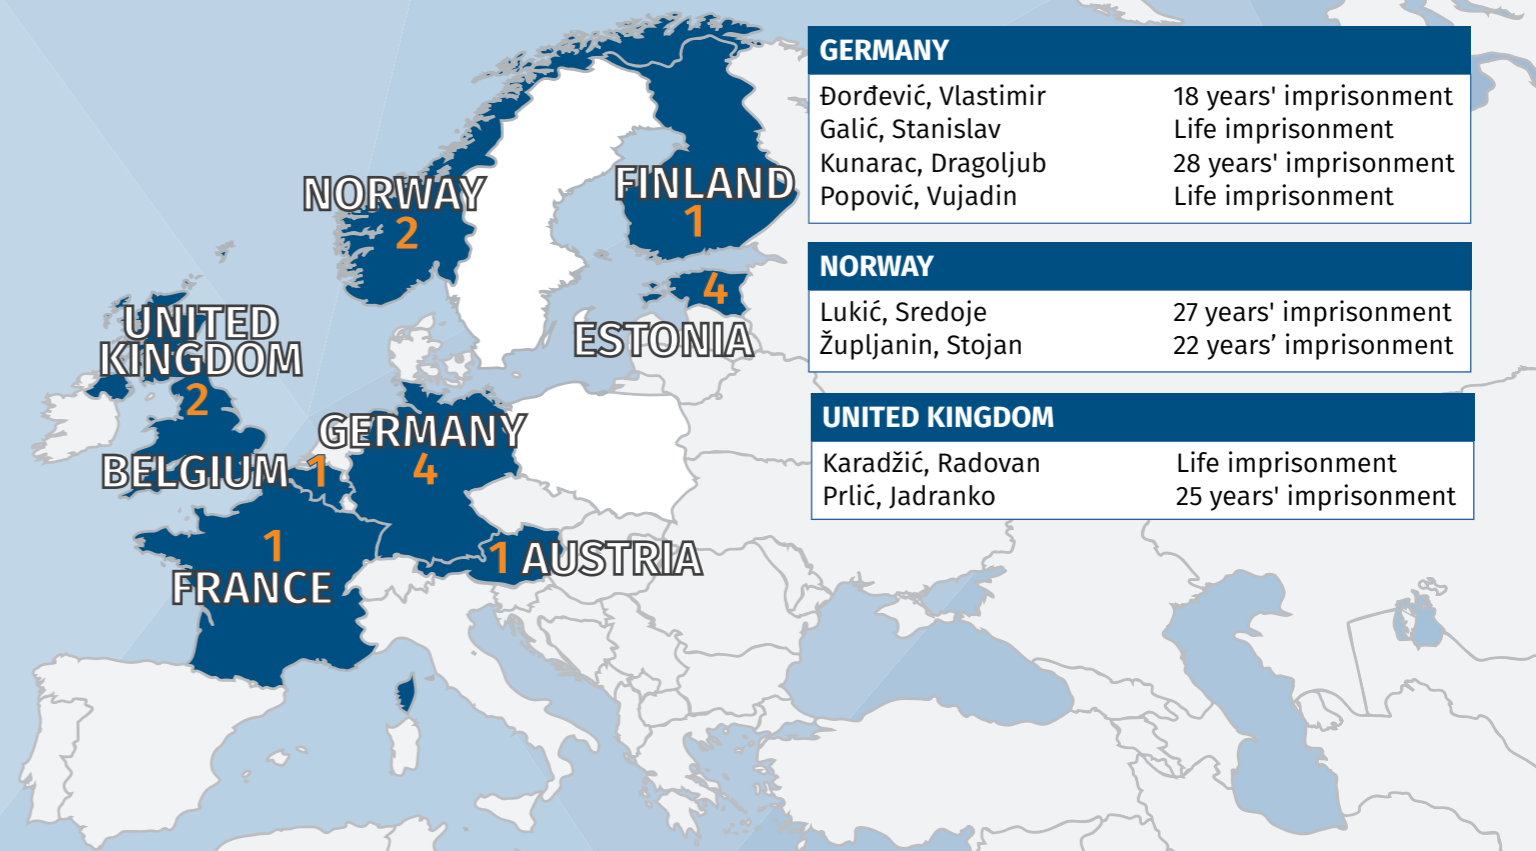 NORWAY
2
FINLAND
1
4
ESTONIA
UNITED
KINGDOM
2
GERMANY
4
BELGIUM 1
1
FRANCE
1 AUSTRIA
GERMANY
Đorđević, Vlastimir 18 years' imprisonment
Galić, Stanislav Life imprisonment
Kunarac, Dragoljub 28 years' imprisonment
Popović, Vujadin Life imprisonment
NORWAY
Lukić, Sredoje 27 years' imprisonment
Župljanin, Stojan 22 years’ imprisonment
UNITED KINGDOM
Karadžić, Radovan Life imprisonment
Prlić, Jadranko 25 years' imprisonment